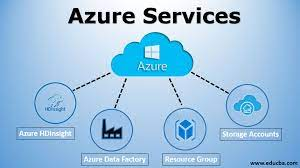 Azure Services
Azure
HDInsight
Azure HDInsight
Azure Data Factory
Resource Group
Storage Accounts
www.educba.com